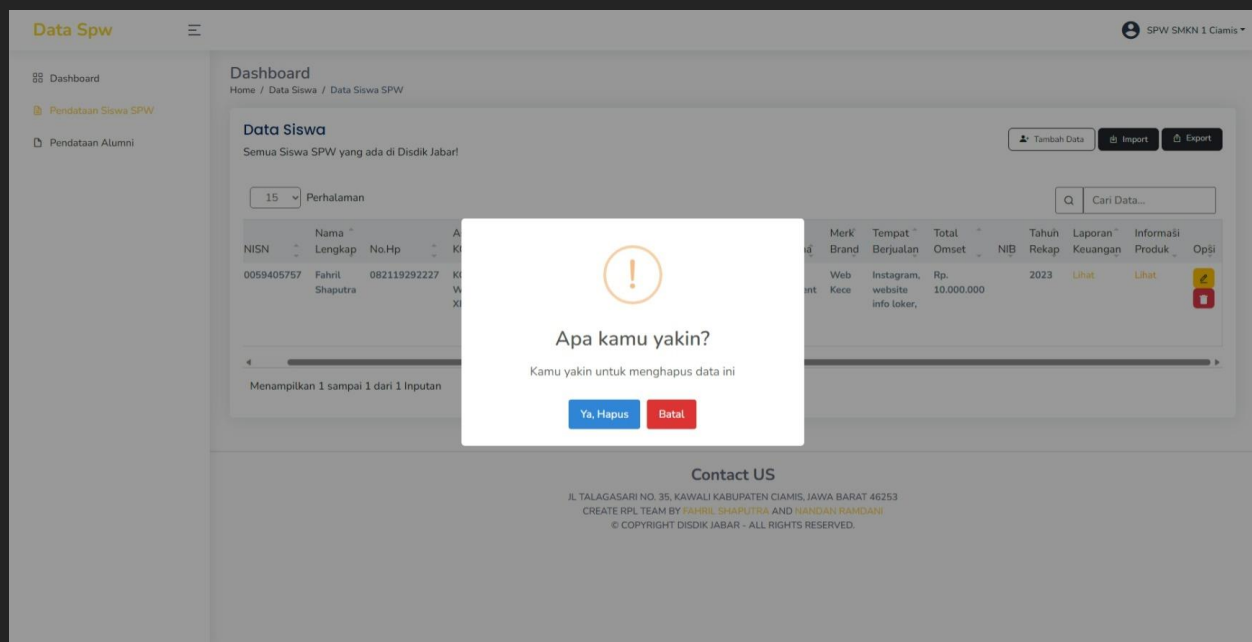 Data Spw
SPW SMKN 1 Ciamis
Dashboard
Pendataan Siswa SPW
Pendataan Alumni
Dashboard
Home / Data Siswa / Data Siswa SPW
Data Siswa
Semua Siswa SPW yang ada di Disdik Jabar!
Tambah Data
Import
Export
15 Perhalaman
Cari Data...
NISN
Nama Lengkap
No.Hp
Merk Brand
Tempat Berjualan
Total Omset
NIB
Tahun Rekap
Laporan Keuangan
Informasi Produk
Opsi
0059405757
Fahril Shaputra
082119292227
Web Kece
Instagram, website info loker,
Rp. 10.000.000
2023
Lihat
Lihat
Menampilkan 1 sampai 1 dari 1 Inputan
!
Apa kamu yakin?
Kamu yakin untuk menghapus data ini
Ya, Hapus
Batal
Contact US
JL TALAGASARI NO. 35, KAWALI KABUPATEN CIAMIS, JAWA BARAT 46253
CREATE RPL TEAM BY FAHRIL SHAPUTRA AND NANDAN RAMDANI
© COPYRIGHT DISDIK JABAR - ALL RIGHTS RESERVED.